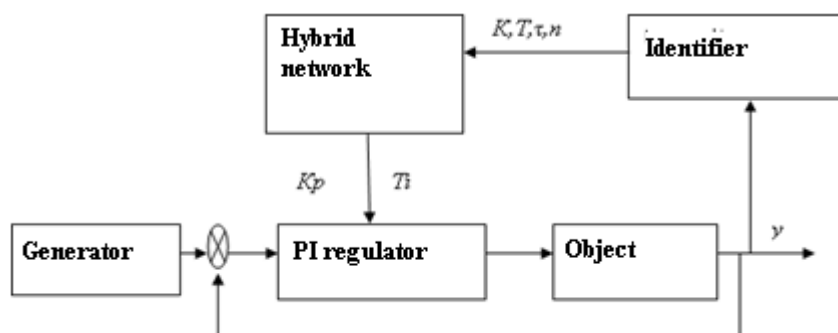 Hybrid
network
K,T,τ,n
Identifier
Kp
Ti
Generator
PI regulator
Object
y